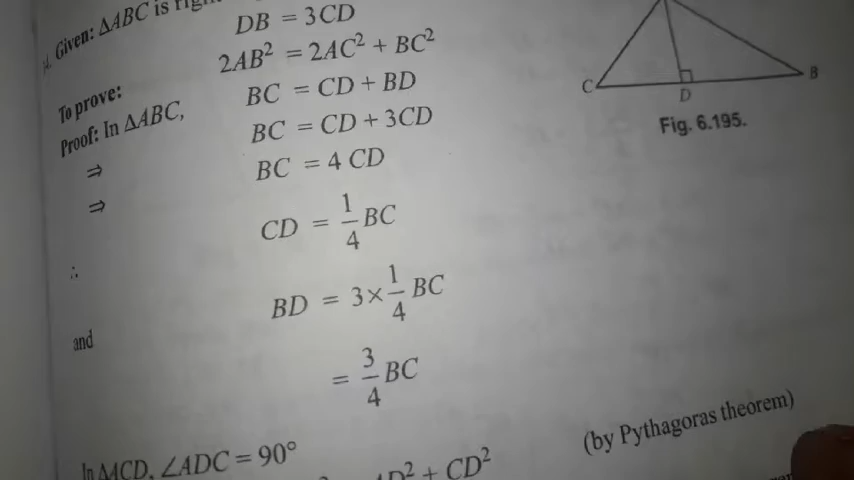 Given: ΔABC is
DB = 3CD
To prove: 2AB² = 2AC² + BC²
Proof: In ΔABC, BC = CD + BD
⇒ BC = CD + 3CD
⇒ BC = 4 CD
∴ CD = 1/4 BC
and BD = 3 × 1/4 BC
= 3/4 BC
In ΔACD, ∠ADC = 90°
AD² + CD² (by Pythagoras theorem)
C
D
B
Fig. 6.195.